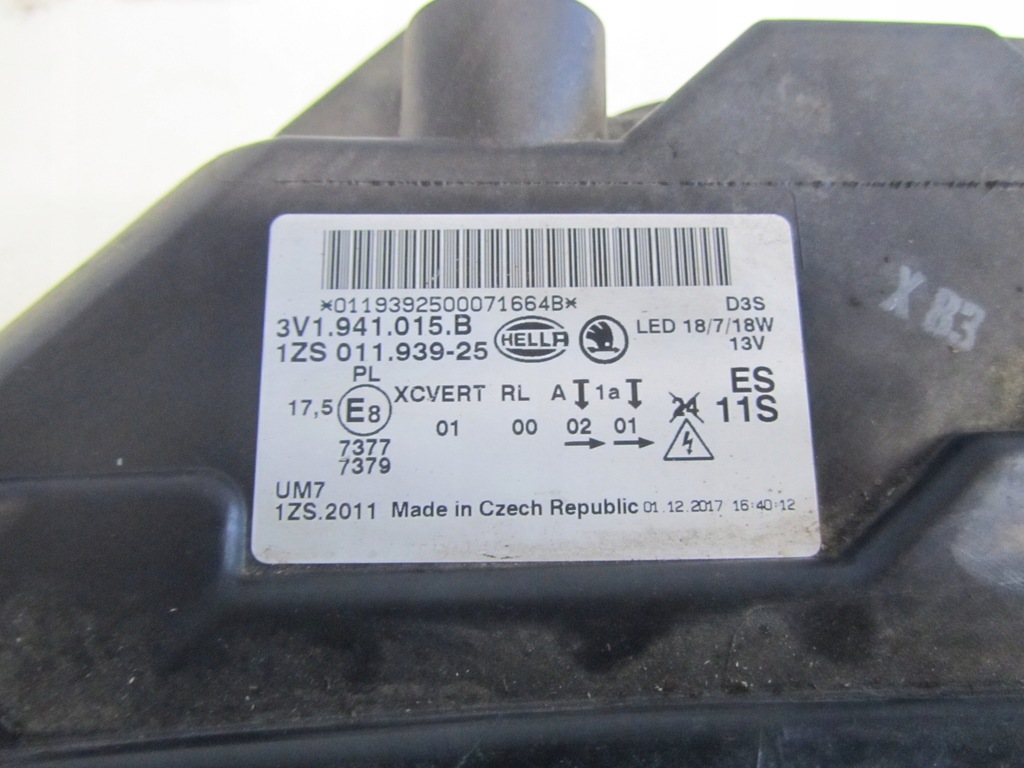 *0119392500071664B*
D3S
3V1.941.015.B HELLA LED 18/7/18W
1ZS 011.939-25 13V
PL
17,5 E8 XCVERT RL A 1a 24 ES
01 00 02 01 11S
7377
7379
UM7
1ZS.2011 Made in Czech Republic 01.12.2017 16:40:12
X 83